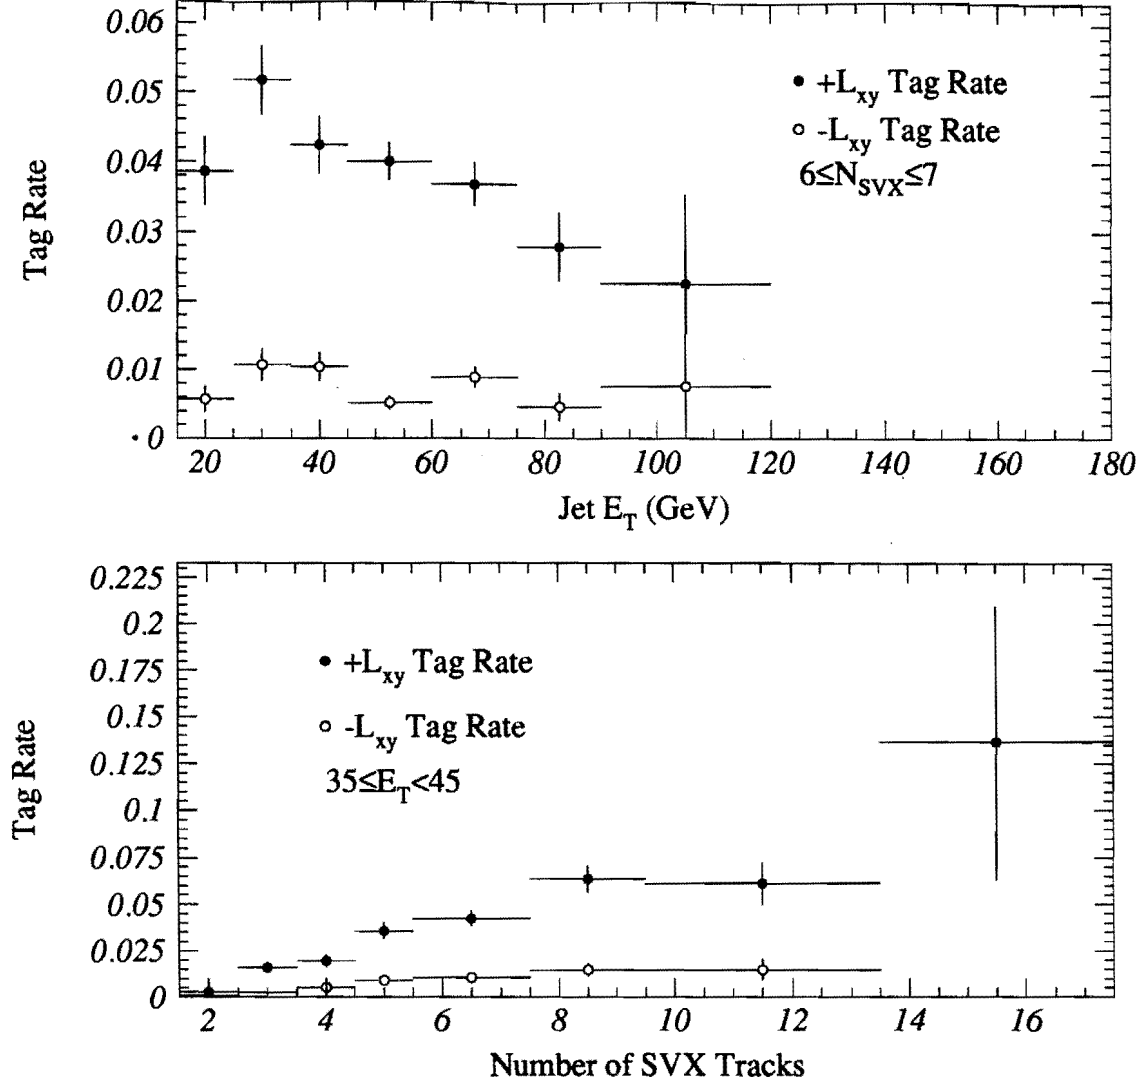 0.06
0.05
0.04
0.03
0.02
0.01
0
Tag Rate
+Lxy Tag Rate
-Lxy Tag Rate
6≤NSVX≤7
20 40 60 80 100 120 140 160 180
Jet ET (GeV)
0.225
0.2
0.175
0.15
0.125
0.1
0.075
0.05
0.025
0
Tag Rate
+Lxy Tag Rate
-Lxy Tag Rate
35≤ET<45
2 4 6 8 10 12 14 16
Number of SVX Tracks